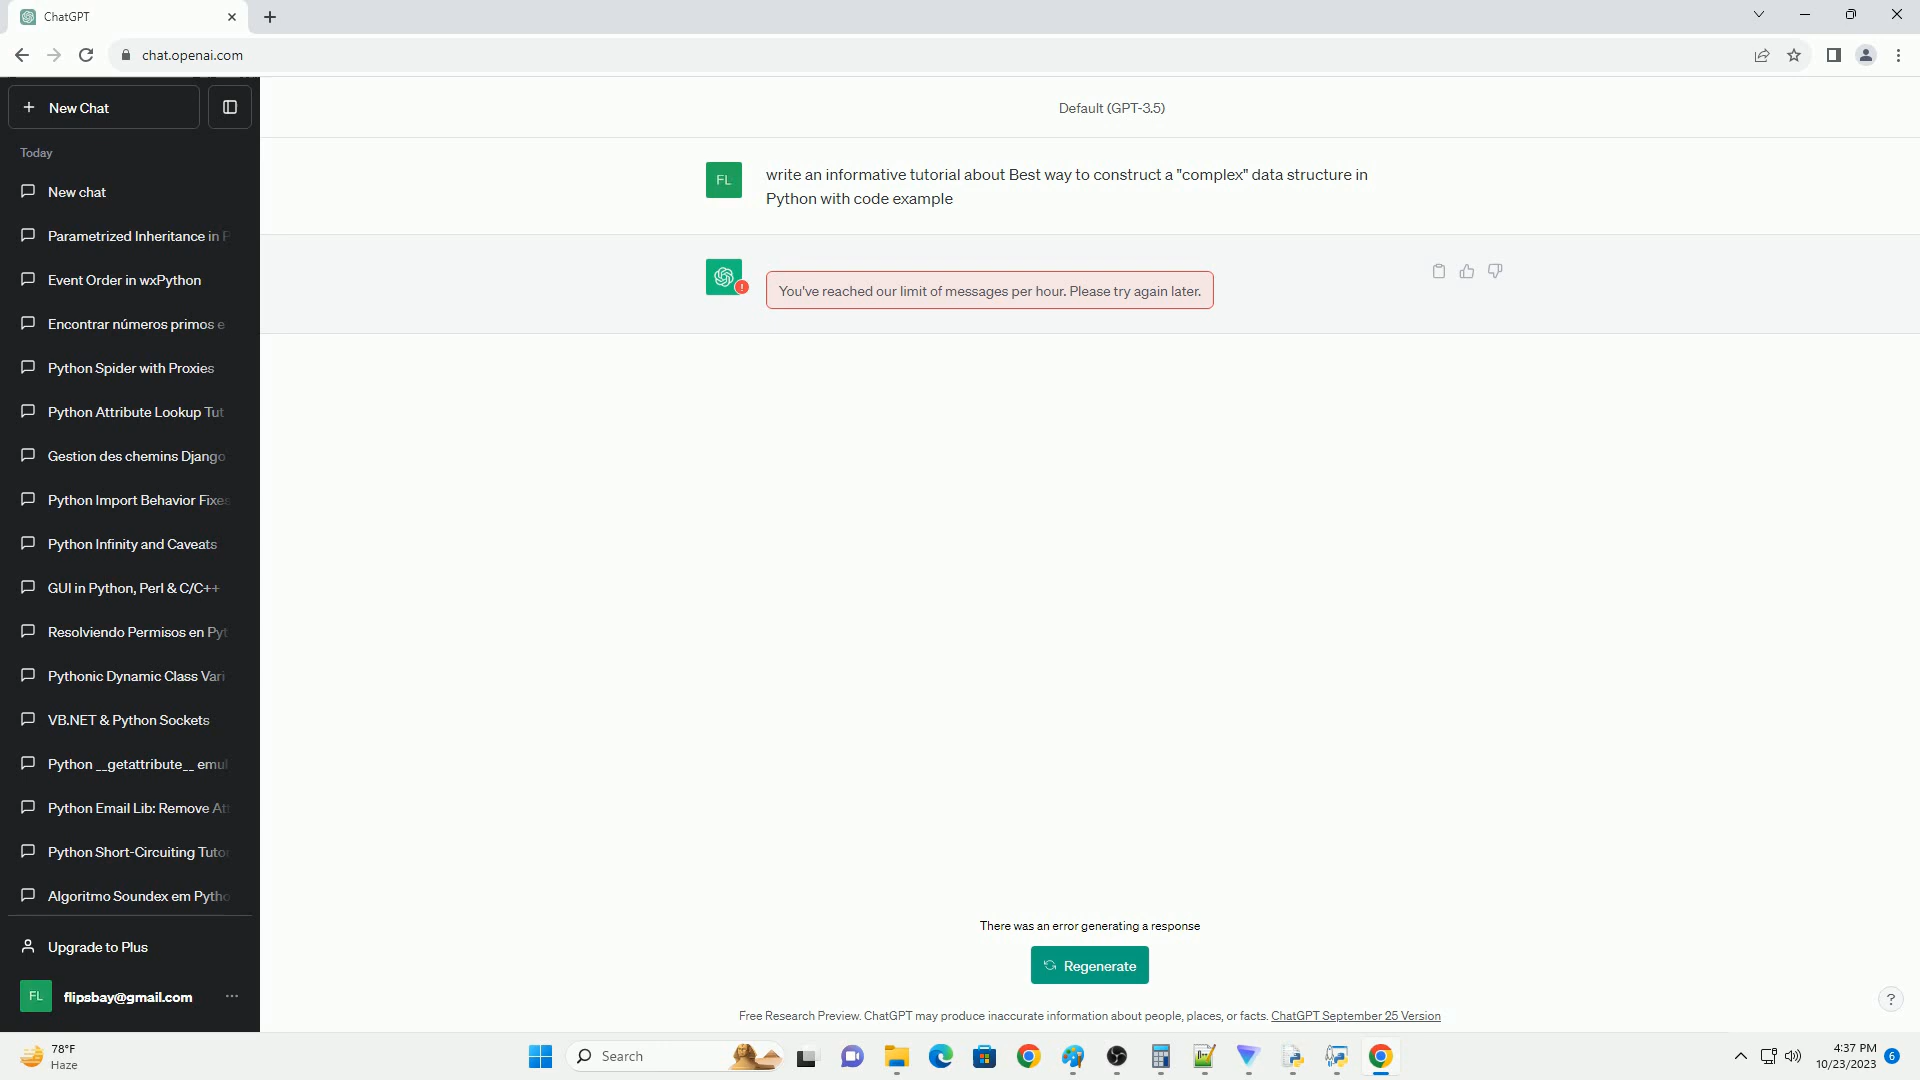 ChatGPT
chat.openai.com
New Chat
Default (GPT-3.5)
Today
FL
write an informative tutorial about Best way to construct a "complex" data structure in
Python with code example
New chat
Parametrized Inheritance in P
You've reached our limit of messages per hour. Please try again later.
Event Order in wxPython
Encontrar números primos e
Python Spider with Proxies
Python Attribute Lookup Tut
Gestion des chemins Django
Python Import Behavior Fixes
Python Infinity and Caveats
GUI in Python, Perl & C/C++
Resolviendo Permisos en Pyt
Pythonic Dynamic Class Vari
VB.NET & Python Sockets
Python __getattribute__ emul
Python Email Lib: Remove Att
Python Short-Circuiting Tutor
Algoritmo Soundex em Pytho
There was an error generating a response
Upgrade to Plus
Regenerate
FL
flipsbay@gmail.com
?
Free Research Preview. ChatGPT may produce inaccurate information about people, places, or facts. ChatGPT September 25 Version
78°F
Haze
Search
4:37 PM
10/23/2023
6